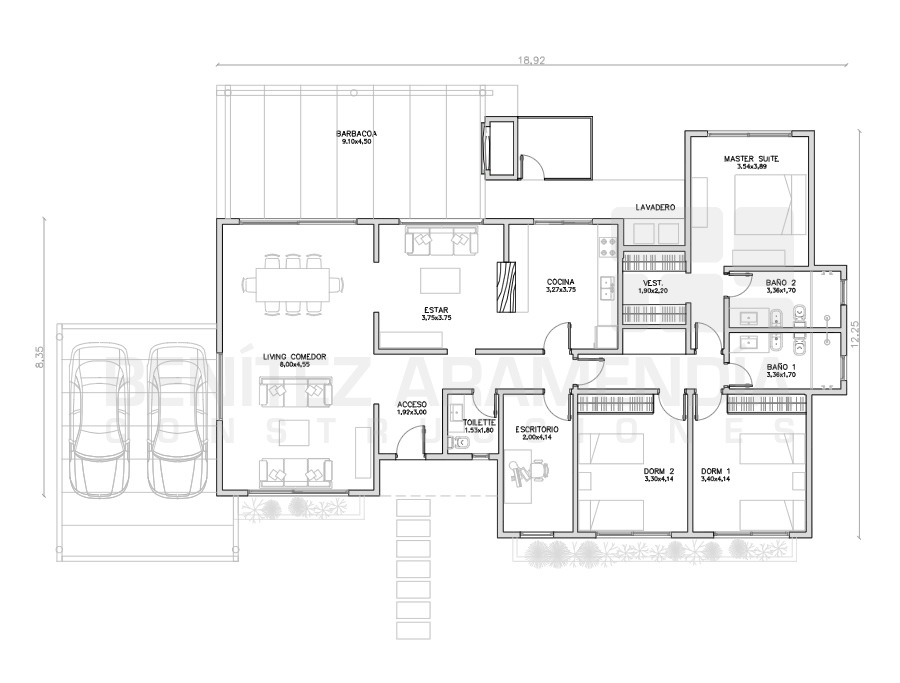 18,92
BARBACOA
9.10x4,50
MASTER SUITE
3.54x3,89
LAVADERO
VEST.
1,90x2,20
BAÑO 2
3,36x1,70
COCINA
3,27x3.75
ESTAR
3,75x3.75
LIVING COMEDOR
8,00x4,55
8,35
12,25
BENÍTEZ ARAMENDÍA
CONSTRUCCIONES
BAÑO 1
3,36x1,70
ACCESO
1,92x3,00
TOILETTE
1.53x1,80
ESCRITORIO
2,00x4,14
DORM 2
3,30x4,14
DORM 1
3,40x4,14